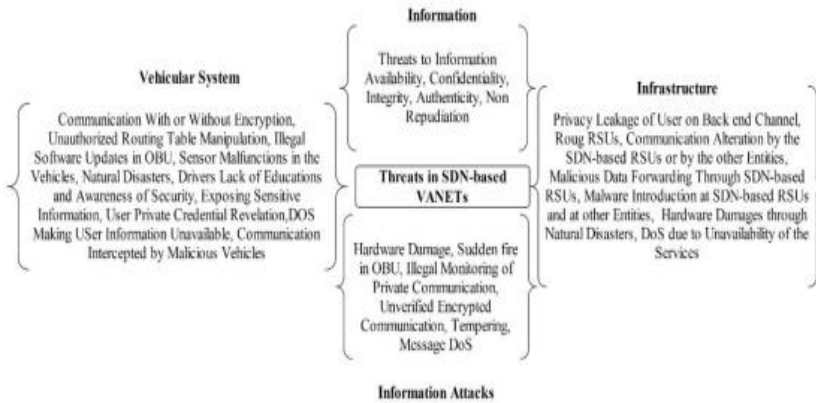 Information
Threats to Information
Availability, Confidentiality,
Integrity, Authenticity, Non
Repudiation
Vehicular System
Communication With or Without Encryption,
Unauthorized Routing Table Manipulation, Illegal
Software Updates in OBU, Sensor Malfunctions in the
Vehicles, Natural Disasters, Drivers Lack of Educations
and Awareness of Security, Exposing Sensitive
Information, User Private Credential Revelation,DOS
Making USer Information Unavailable, Communication
Intercepted by Malicious Vehicles
Threats in SDN-based
VANETs
Infrastructure
Privacy Leakage of User on Back end Channel,
Roug RSUs, Communication Alteration by the
SDN-based RSUs or by the other Entities,
Malicious Data Forwarding Through SDN-based
RSUs, Malware Introduction at SDN-based RSUs
and at other Entities, Hardware Damages through
Natural Disasters, DoS due to Unavailability of the
Services
Hardware Damage, Sudden fire
in OBU, Illegal Monitoring of
Private Communication,
Unverified Encrypted
Communication, Tempering,
Message DoS
Information Attacks